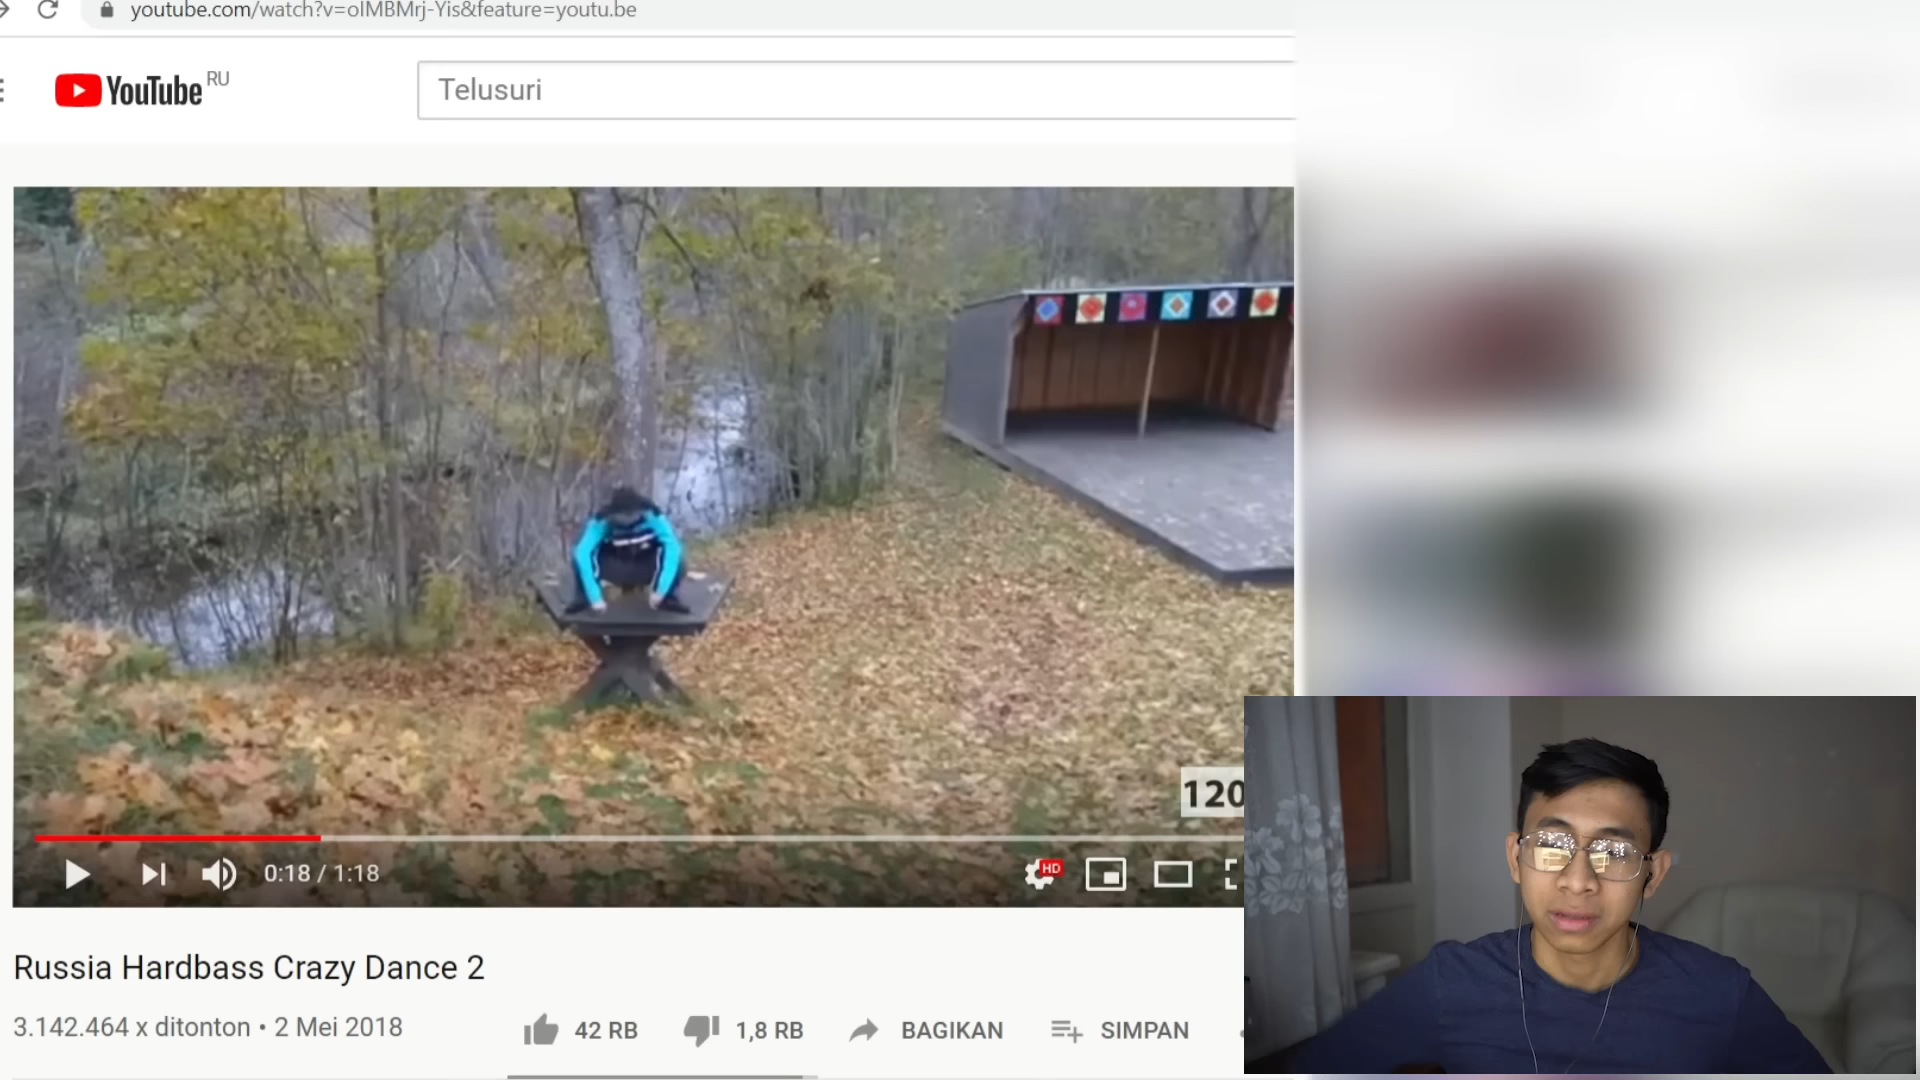 youtube.com/watch?v=oIMBMrj-Yis&feature=youtu.be
YouTube RU
Telusuri
120
HD
0:18 / 1:18
Russia Hardbass Crazy Dance 2
3.142.464 x ditonton • 2 Mei 2018
42 RB
1,8 RB
BAGIKAN
SIMPAN